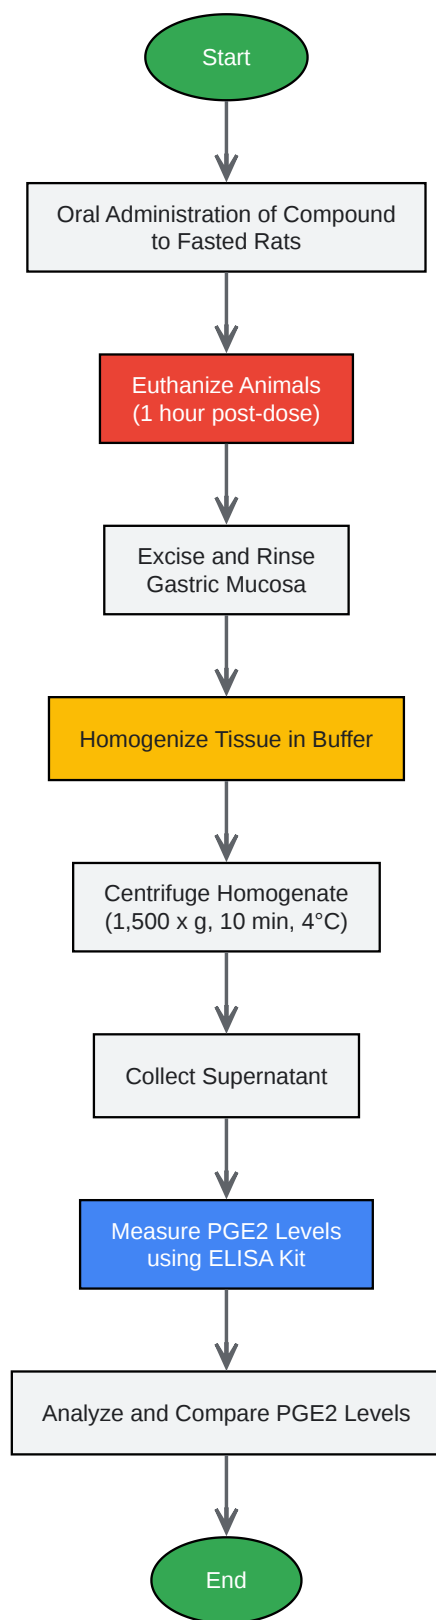 Start
Oral Administration of Compound
to Fasted Rats
Euthanize Animals
(1 hour post-dose)
Excise and Rinse
Gastric Mucosa
Homogenize Tissue in Buffer
Centrifuge Homogenate
(1,500 x g, 10 min, 4°C)
Collect Supernatant
Measure PGE2 Levels
using ELISA Kit
Analyze and Compare PGE2 Levels
End